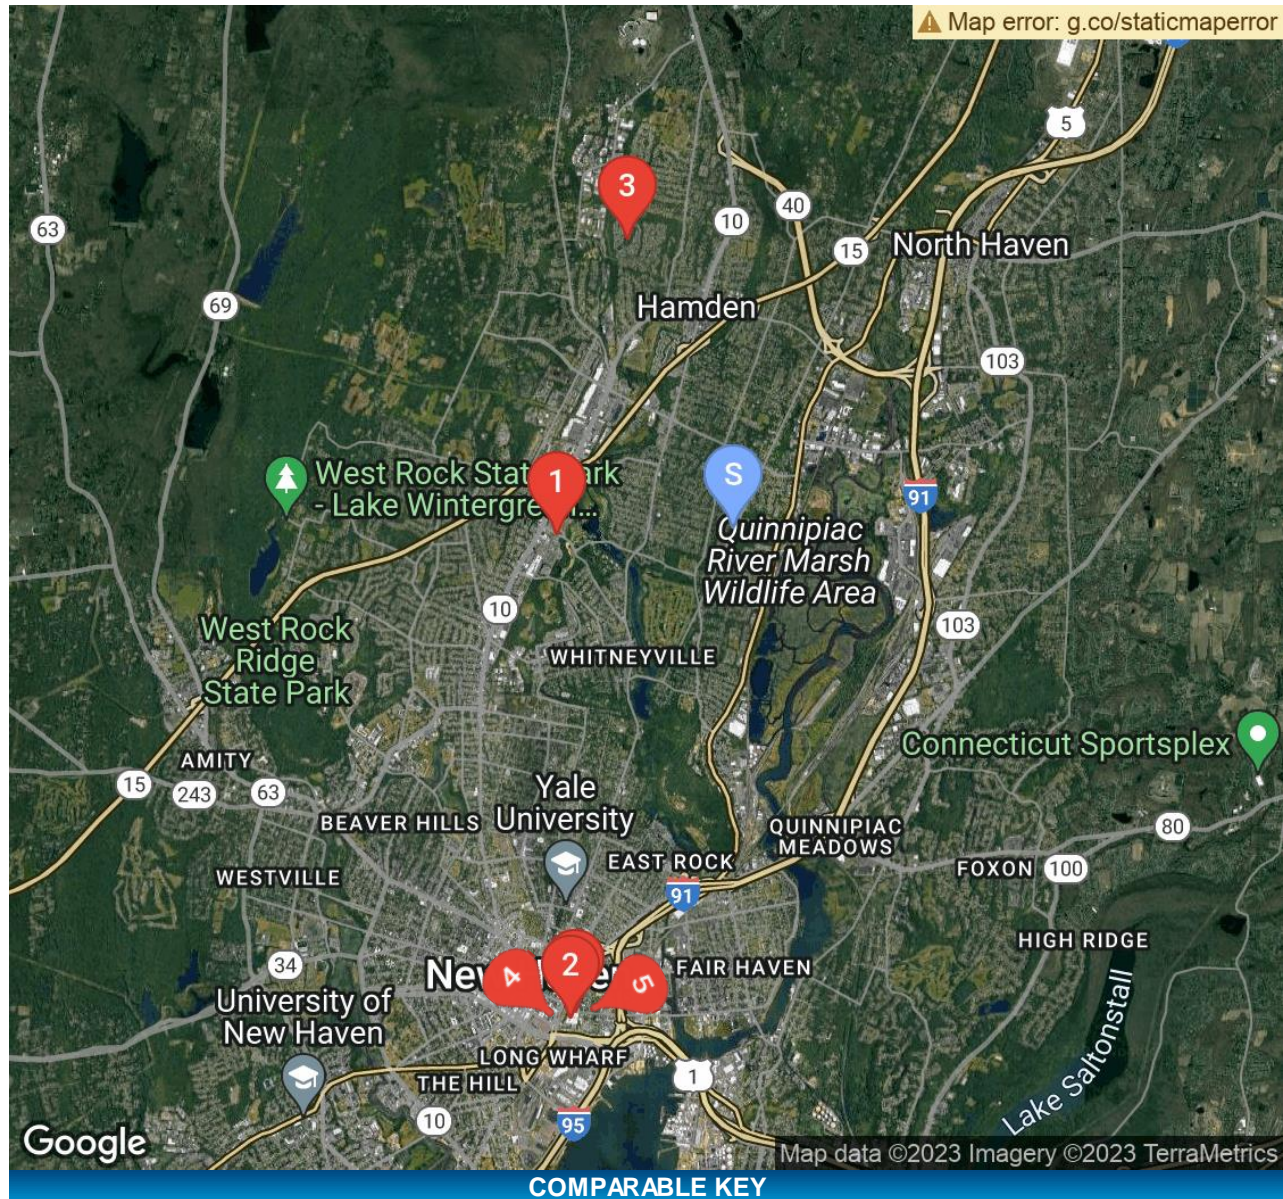 Map error: g.co/staticmaperror
5
3
63
10
40
15
North Haven
69
Hamden
103
S
West Rock State Park
1
- Lake Wintergre...
91
Quinnipiac
River Marsh
Wildlife Area
10
103
West Rock
Ridge
State Park
WHITNEYVILLE
Connecticut Sportsplex
AMITY
15
243
63
Yale
University
BEAVER HILLS
QUINNIPIAC
MEADOWS
80
EAST ROCK
FOXON
100
WESTVILLE
91
HIGH RIDGE
34
New
4
2
5
FAIR HAVEN
University of
New Haven
Lake Saltonstall
LONG WHARF
THE HILL
1
10
95
Google
Map data ©2023 Imagery ©2023 TerraMetrics
COMPARABLE KEY